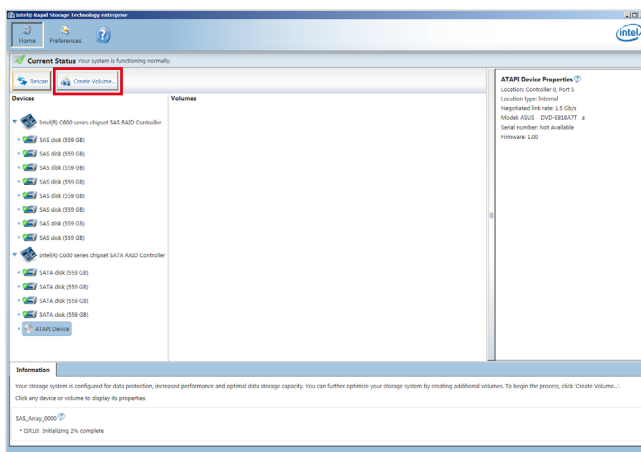 Intel® Rapid Storage Technology enterprise
Home
Preferences
intel
Current Status Your system is functioning normally.
Rescan
Create Volume...
Devices
Volumes
Intel(R) C600 series chipset SAS RAID Controller
SAS disk (559 GB)
SAS disk (559 GB)
SAS disk (559 GB)
SAS disk (559 GB)
SAS disk (559 GB)
SAS disk (559 GB)
SAS disk (559 GB)
SAS disk (559 GB)
Intel(R) C600 series chipset SATA RAID Controller
SATA disk (559 GB)
SATA disk (559 GB)
SATA disk (559 GB)
SATA disk (559 GB)
ATAPI Device
ATAPI Device Properties
Location: Controller 0, Port 5
Location type: Internal
Negotiated link rate: 1.5 Gb/s
Model: ASUS DVD-E818A7T a
Serial number: Not Available
Firmware: 1.00
Information
Your storage system is configured for data protection, increased performance and optimal data storage capacity. You can further optimize your storage system by creating additional volumes. To begin the process, click 'Create Volume...'.
Click any device or volume to display its properties.
SAS_Array_0000
• ISR10: Initializing 2% complete